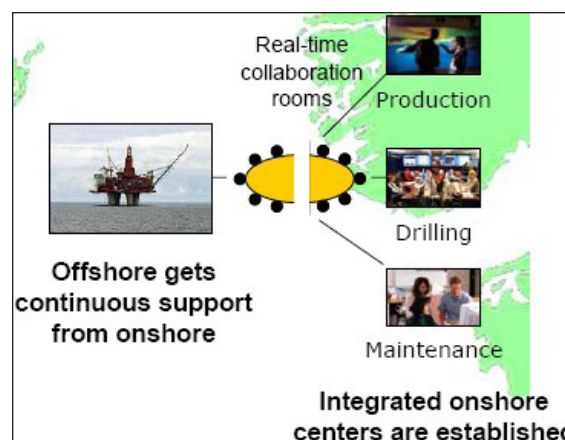 Real-time
collaboration
rooms
Production
Drilling
Offshore gets
continuous support
from onshore
Maintenance
Integrated onshore
centers are established